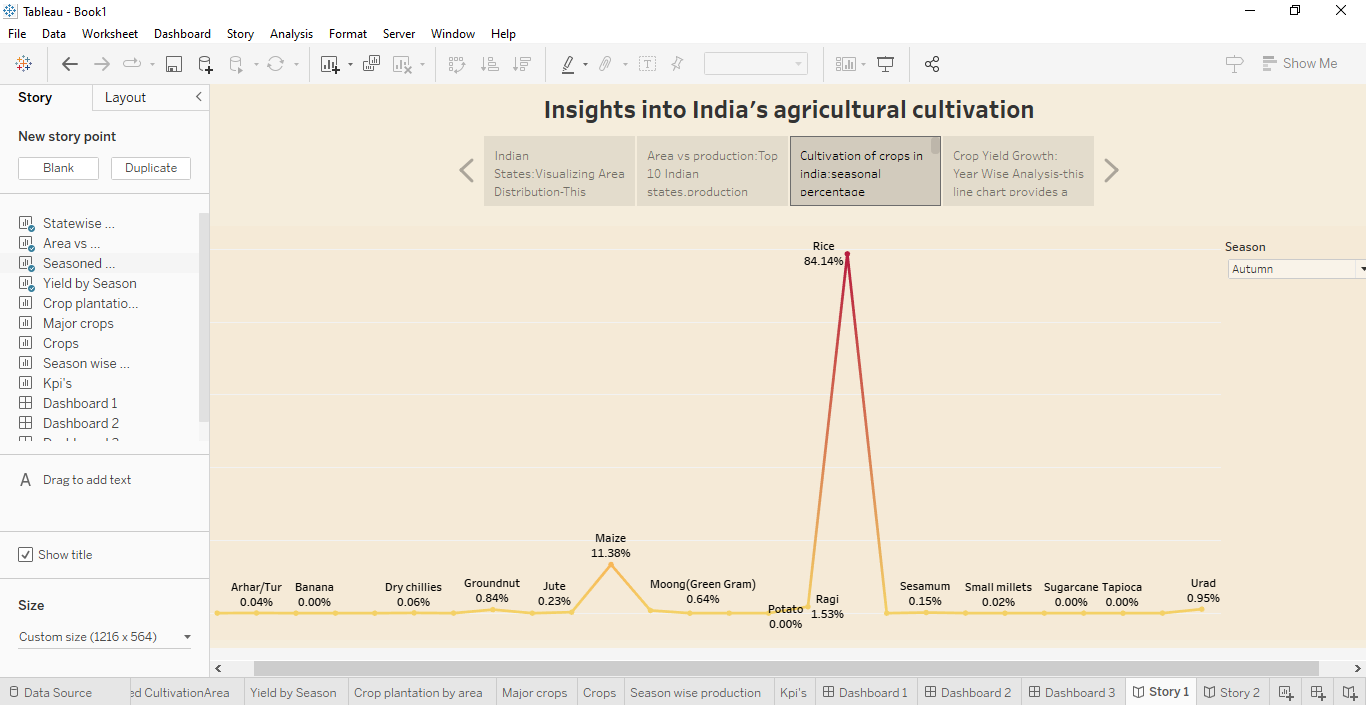 Tableau - Book1
File Data Worksheet Dashboard Story Analysis Format Server Window Help
Show Me
Story Layout
New story point
Blank Duplicate
Statewise ...
Area vs ...
Seasoned ...
Yield by Season
Crop plantatio...
Major crops
Crops
Season wise ...
Kpi's
Dashboard 1
Dashboard 2
A Drag to add text
Show title
Size
Custom size (1216 x 564)
Insights into India's agricultural cultivation
Indian
States:Visualizing Area
Distribution-This
Area vs production:Top
10 Indian
states.production
Cultivation of crops in
india:seasonal
percentage
Crop Yield Growth:
Year Wise Analysis-this
line chart provides a
Season
Autumn
Rice
84.14%
Maize
11.38%
Arhar/Tur
0.04%
Banana
0.00%
Dry chillies
0.06%
Groundnut
0.84%
Jute
0.23%
Moong(Green Gram)
0.64%
Potato
0.00%
Ragi
1.53%
Sesamum
0.15%
Small millets
0.02%
Sugarcane
0.00%
Tapioca
0.00%
Urad
0.95%
Data Source ed CultivationArea Yield by Season Crop plantation by area Major crops Crops Season wise production Kpi's Dashboard 1 Dashboard 2 Dashboard 3 Story 1 Story 2